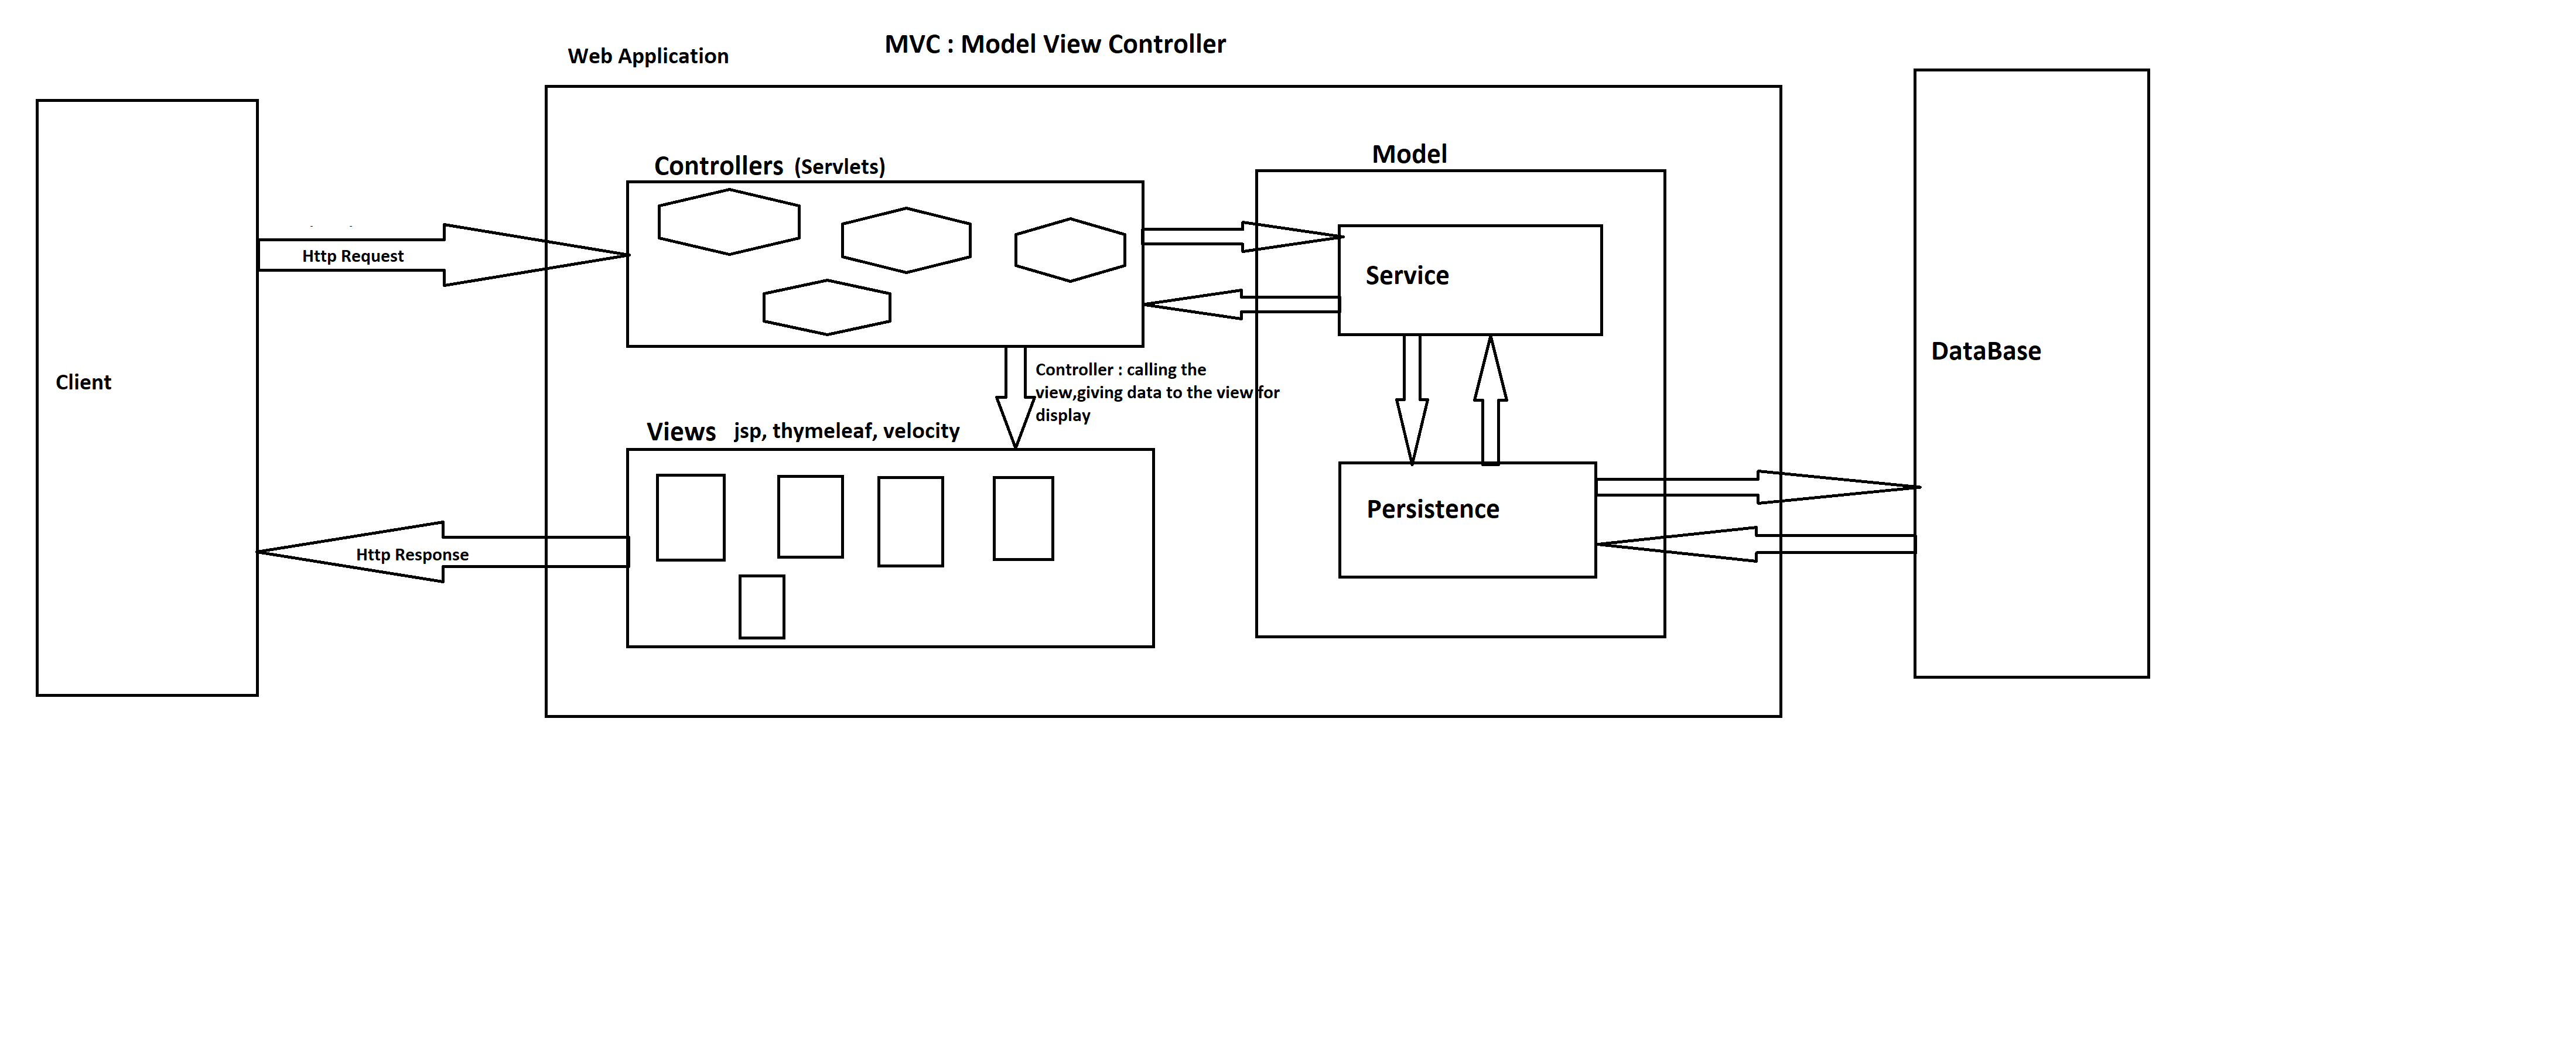 MVC : Model View Controller
Web Application
Controllers (Servlets)
Model
Http Request
Service
DataBase
Client
Controller : calling the
view,giving data to the view for
display
Views jsp, thymeleaf, velocity
Persistence
Http Response